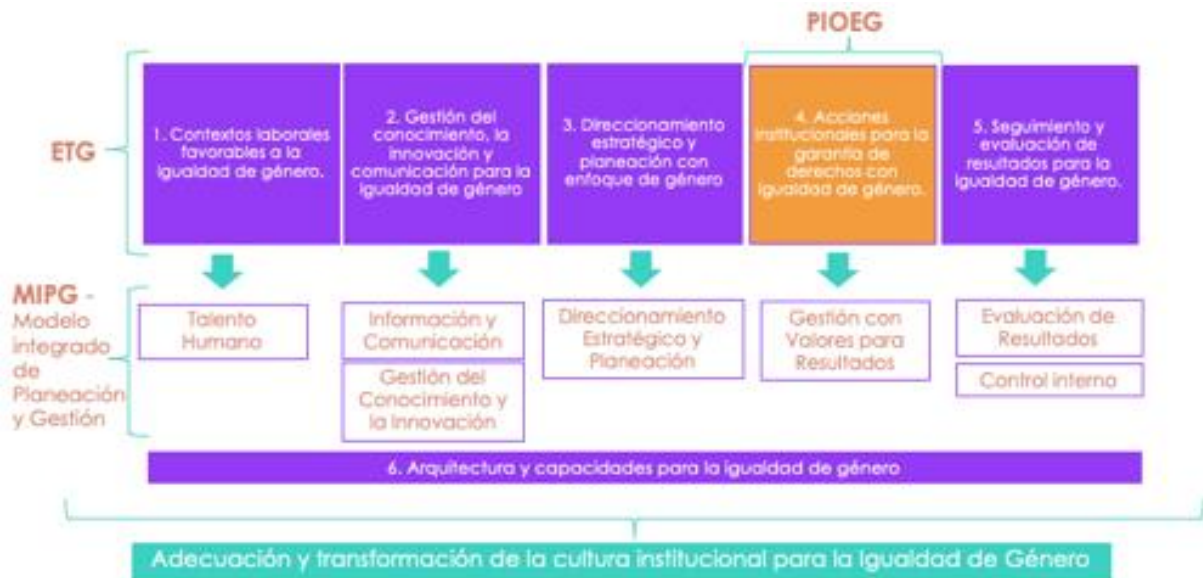 PIOEG
ETG
1. Contextos laborales
favorables a la
igualdad de género.
2. Gestión del
conocimiento, la
innovación y
comunicación para la
igualdad de género
3. Direccionamiento
estratégico y
planeación con
enfoque de género
4. Acciones
institucionales para la
garantía de
derechos con
igualdad de género.
5. Seguimiento y
evaluación de
resultados para la
igualdad de género.
MIPG -
Modelo
integrado
de
Planeación
y Gestión
Talento
Humano
Información y
Comunicación
Gestión del
Conocimiento y
la Innovación
Direccionamiento
Estratégico y
Planeación
Gestión con
Valores para
Resultados
Evaluación de
Resultados
Control interno
6. Arquitectura y capacidades para la igualdad de género
Adecuación y transformación de la cultura institucional para la Igualdad de Género